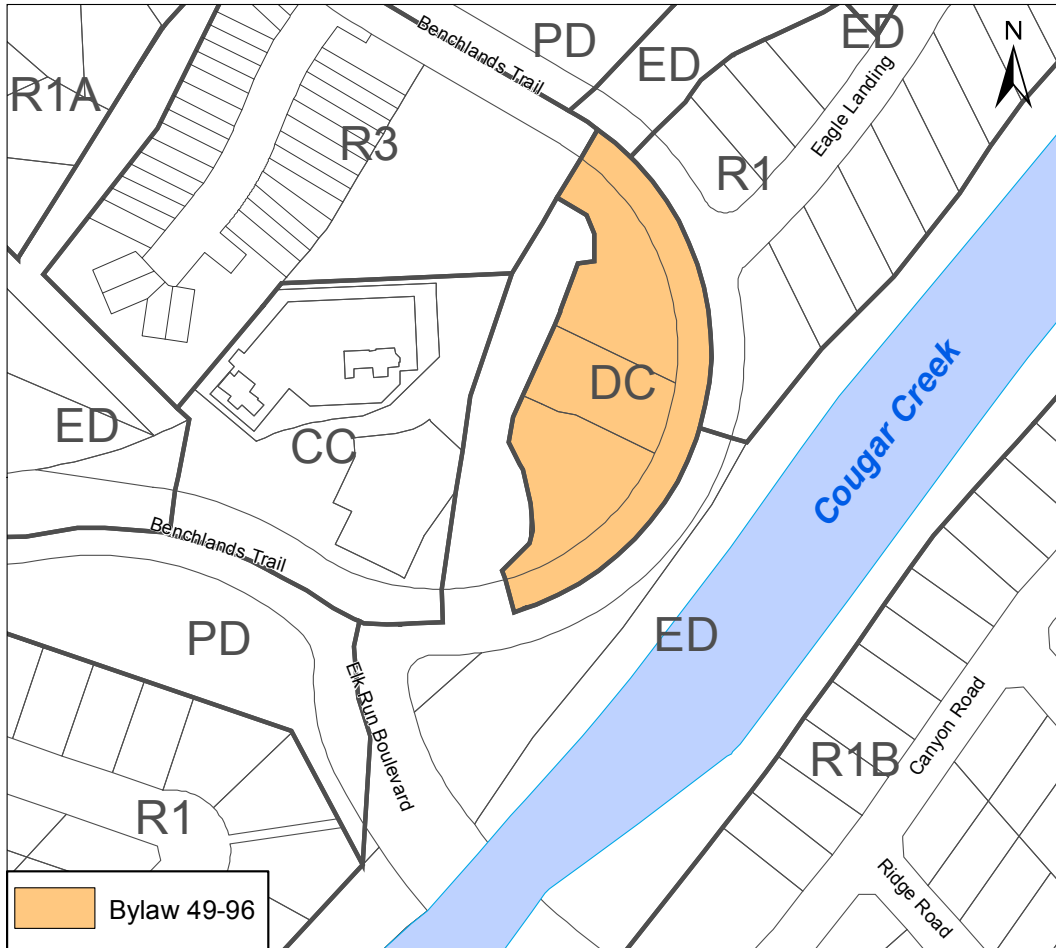 Benchlands Trail
PD
ED
ED
N
R1A
R3
Eagle Landing
R1
DC
ED
CC
Cougar Creek
Benchlands Trail
PD
ED
Elk Run Boulevard
R1B
Canyon Road
R1
Ridge Road
Bylaw 49-96